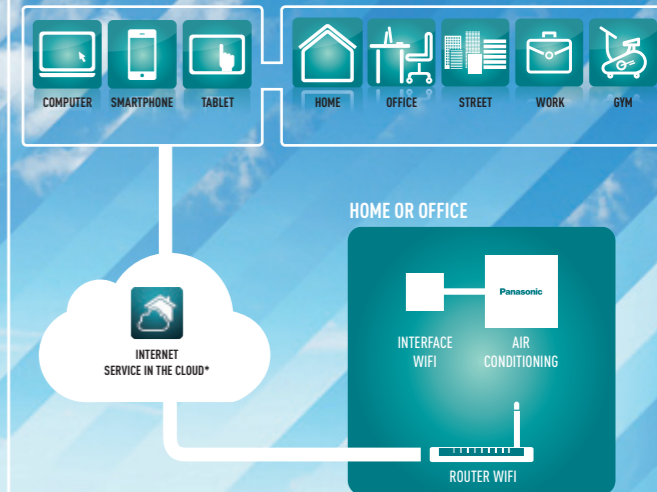 COMPUTER SMARTPHONE TABLET HOME OFFICE STREET WORK GYM
HOME OR OFFICE
Panasonic
INTERFACE
WIFI
AIR
CONDITIONING
INTERNET
SERVICE IN THE CLOUD*
ROUTER WIFI